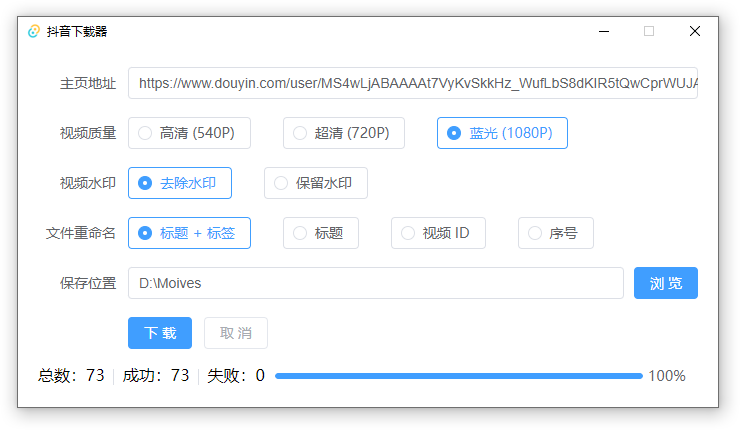 抖音下载器
主页地址 https://www.douyin.com/user/MS4wLjABAAAAt7VyKvSkkHz_WufLbS8dKIR5tQwCprWUJA
视频质量 高清 (540P) 超清 (720P) 蓝光 (1080P)
视频水印 去除水印 保留水印
文件重命名 标题 + 标签 标题 视频 ID 序号
保存位置 D:\Moives 浏 览
下 载 取 消
总数：73 成功：73 失败：0 100%